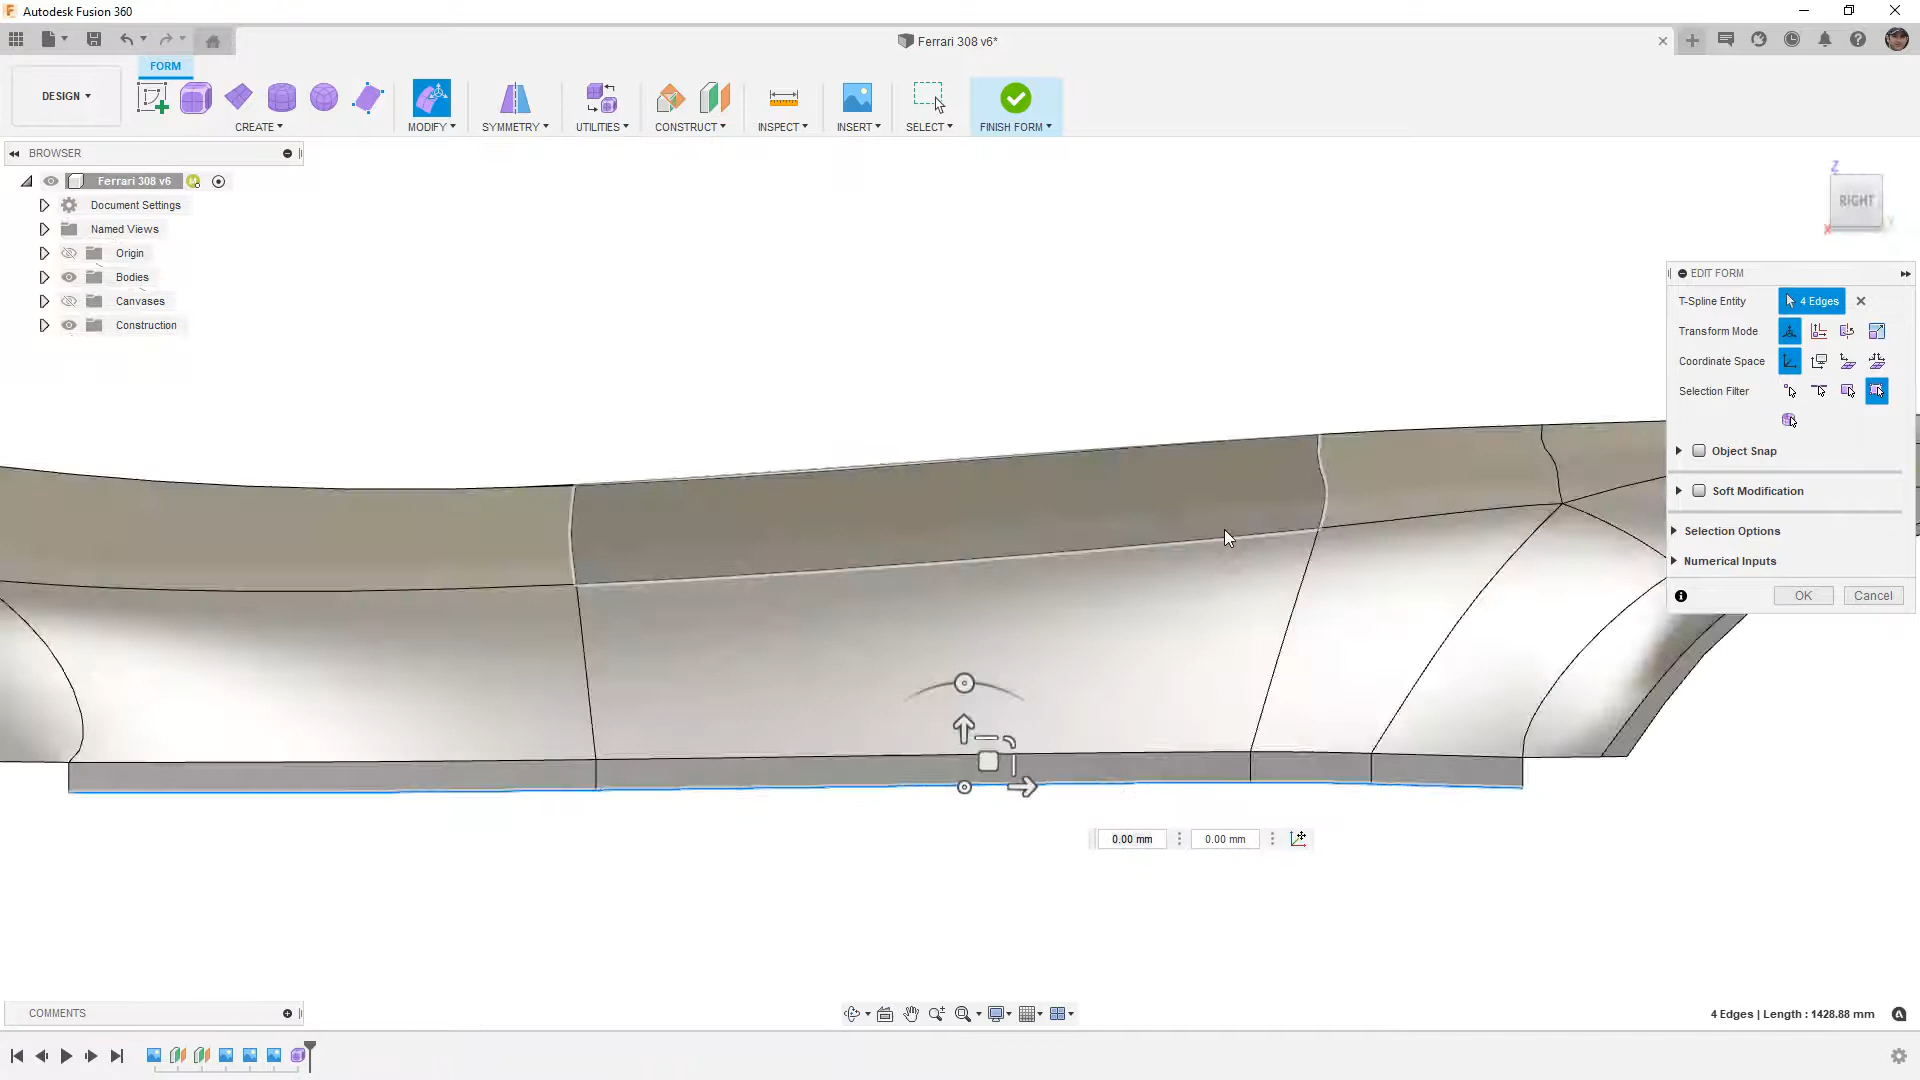 Autodesk Fusion 360
Ferrari 308 v6*
FORM
DESIGN
CREATE
MODIFY
SYMMETRY
UTILITIES
CONSTRUCT
INSPECT
INSERT
SELECT
FINISH FORM
BROWSER
Ferrari 308 v6
Document Settings
Named Views
Origin
Bodies
Canvases
Construction
Z
RIGHT
X
Y
EDIT FORM
T-Spline Entity
4 Edges
Transform Mode
Coordinate Space
Selection Filter
Object Snap
Soft Modification
Selection Options
Numerical Inputs
OK
Cancel
0.00 mm
0.00 mm
COMMENTS
4 Edges | Length : 1428.88 mm